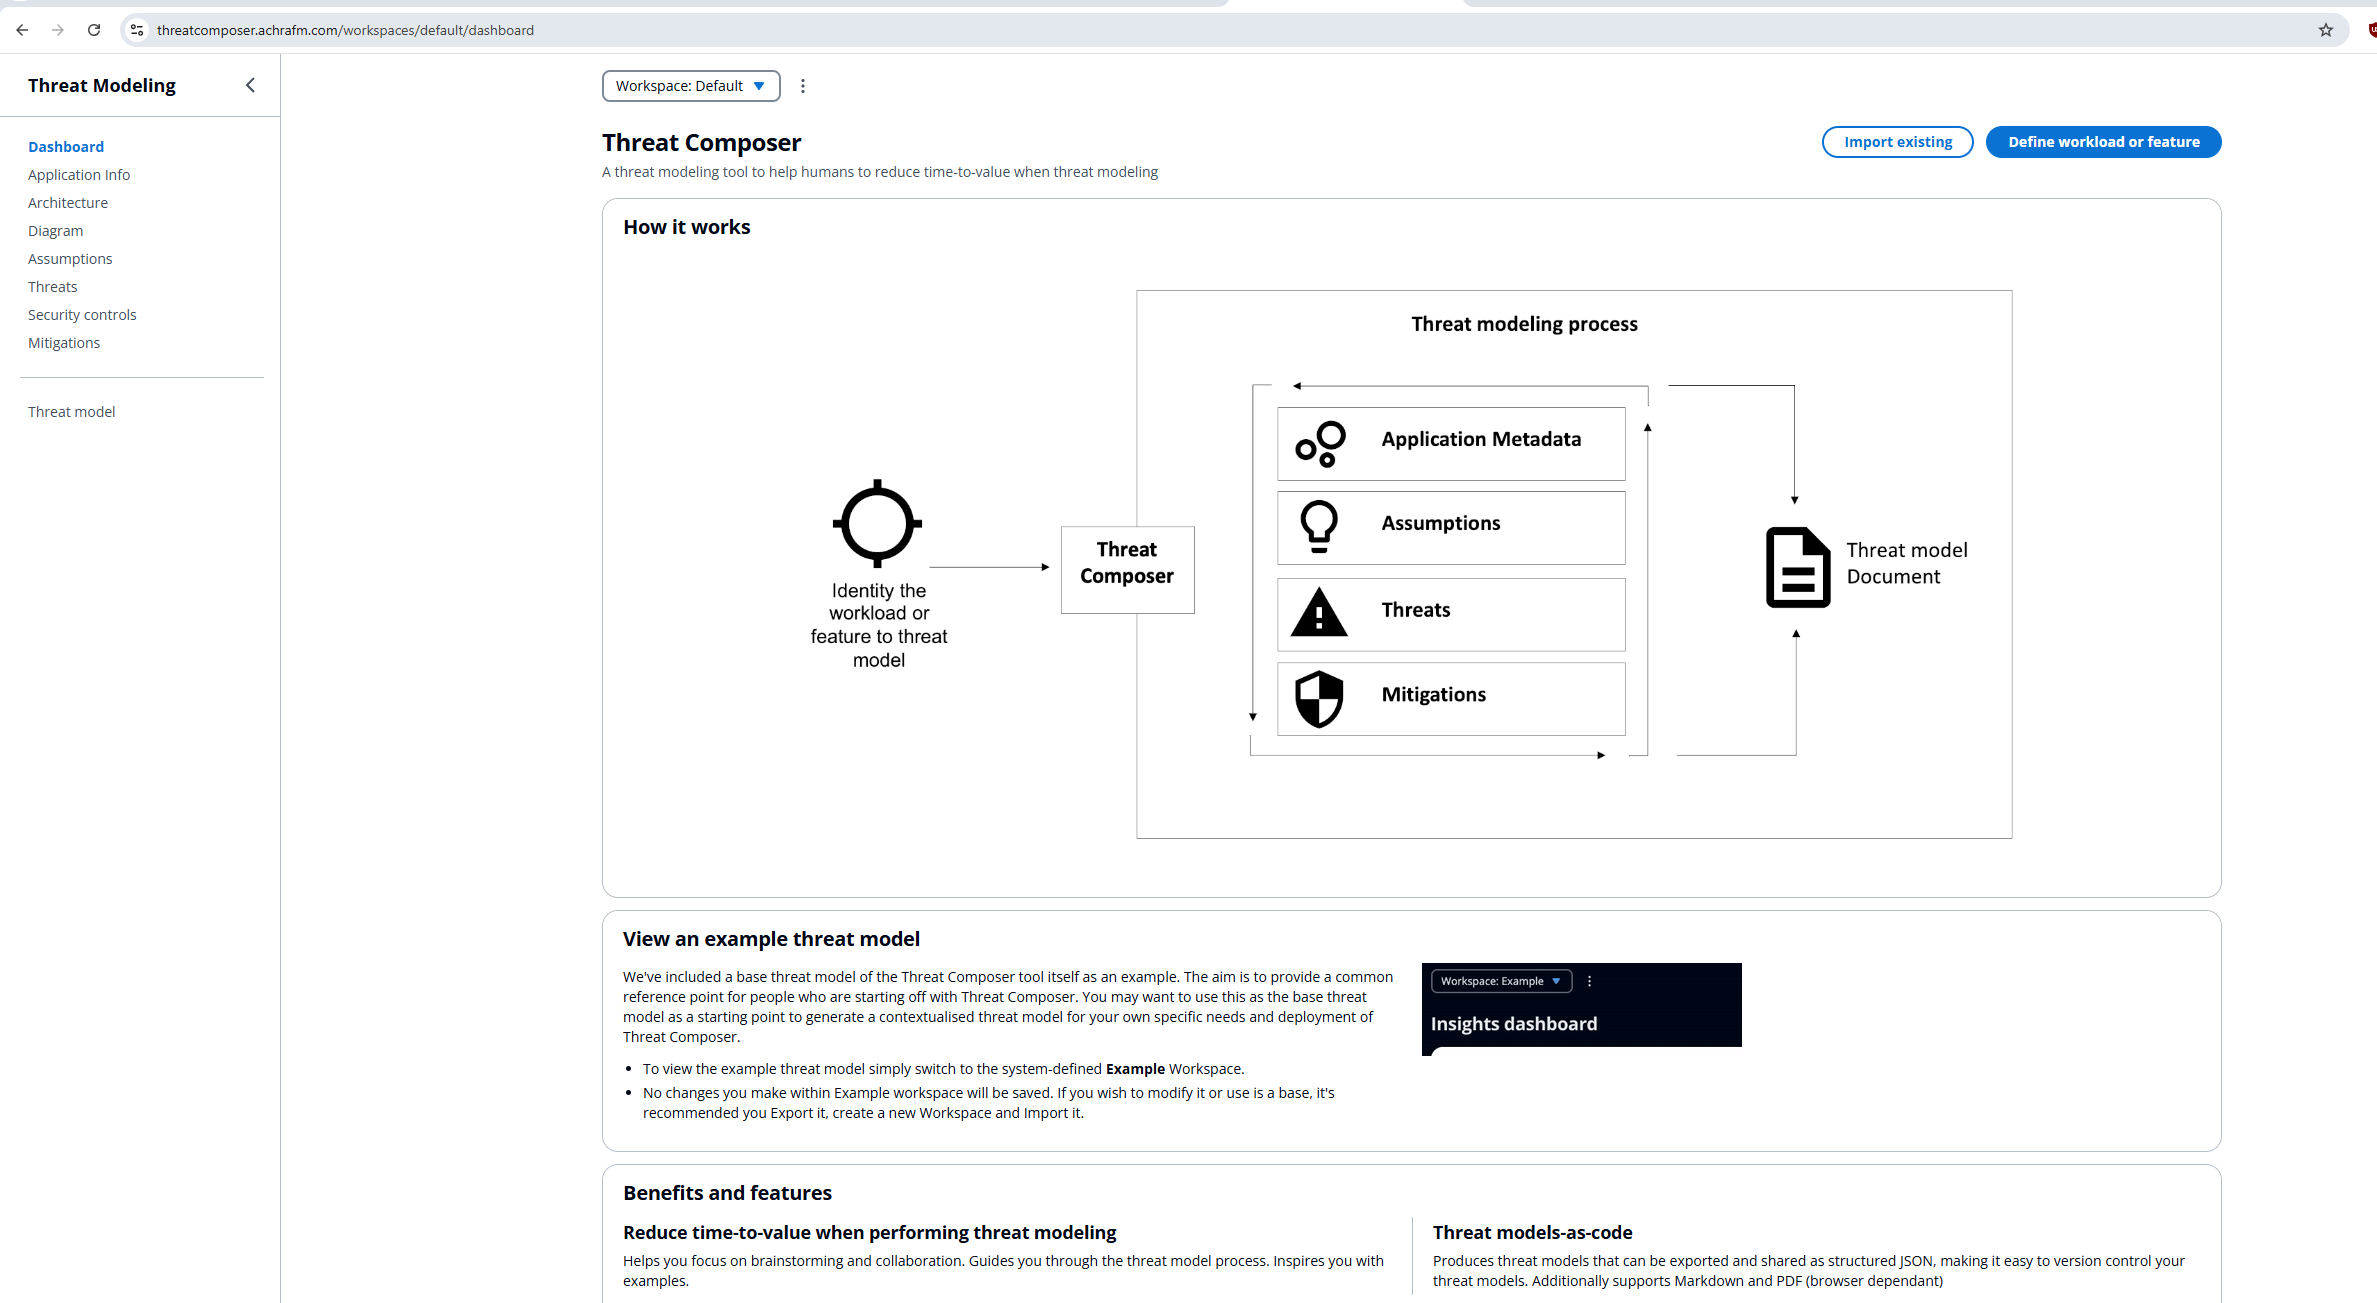 threatcomposer.achrafm.com/workspaces/default/dashboard
Threat Modeling
Dashboard
Application Info
Architecture
Diagram
Assumptions
Threats
Security controls
Mitigations
Threat model
Workspace: Default
Threat Composer
A threat modeling tool to help humans to reduce time-to-value when threat modeling
Import existing
Define workload or feature
How it works
Threat modeling process
Identity the
workload or
feature to threat
model
Threat
Composer
Application Metadata
Assumptions
Threats
Mitigations
Threat model
Document
View an example threat model
We've included a base threat model of the Threat Composer tool itself as an example. The aim is to provide a common
reference point for people who are starting off with Threat Composer. You may want to use this as the base threat
model as a starting point to generate a contextualised threat model for your own specific needs and deployment of
Threat Composer.
• To view the example threat model simply switch to the system-defined Example Workspace.
• No changes you make within Example workspace will be saved. If you wish to modify it or use is a base, it's
recommended you Export it, create a new Workspace and Import it.
Workspace: Example
Insights dashboard
Benefits and features
Reduce time-to-value when performing threat modeling
Helps you focus on brainstorming and collaboration. Guides you through the threat model process. Inspires you with
examples.
Threat models-as-code
Produces threat models that can be exported and shared as structured JSON, making it easy to version control your
threat models. Additionally supports Markdown and PDF (browser dependant)